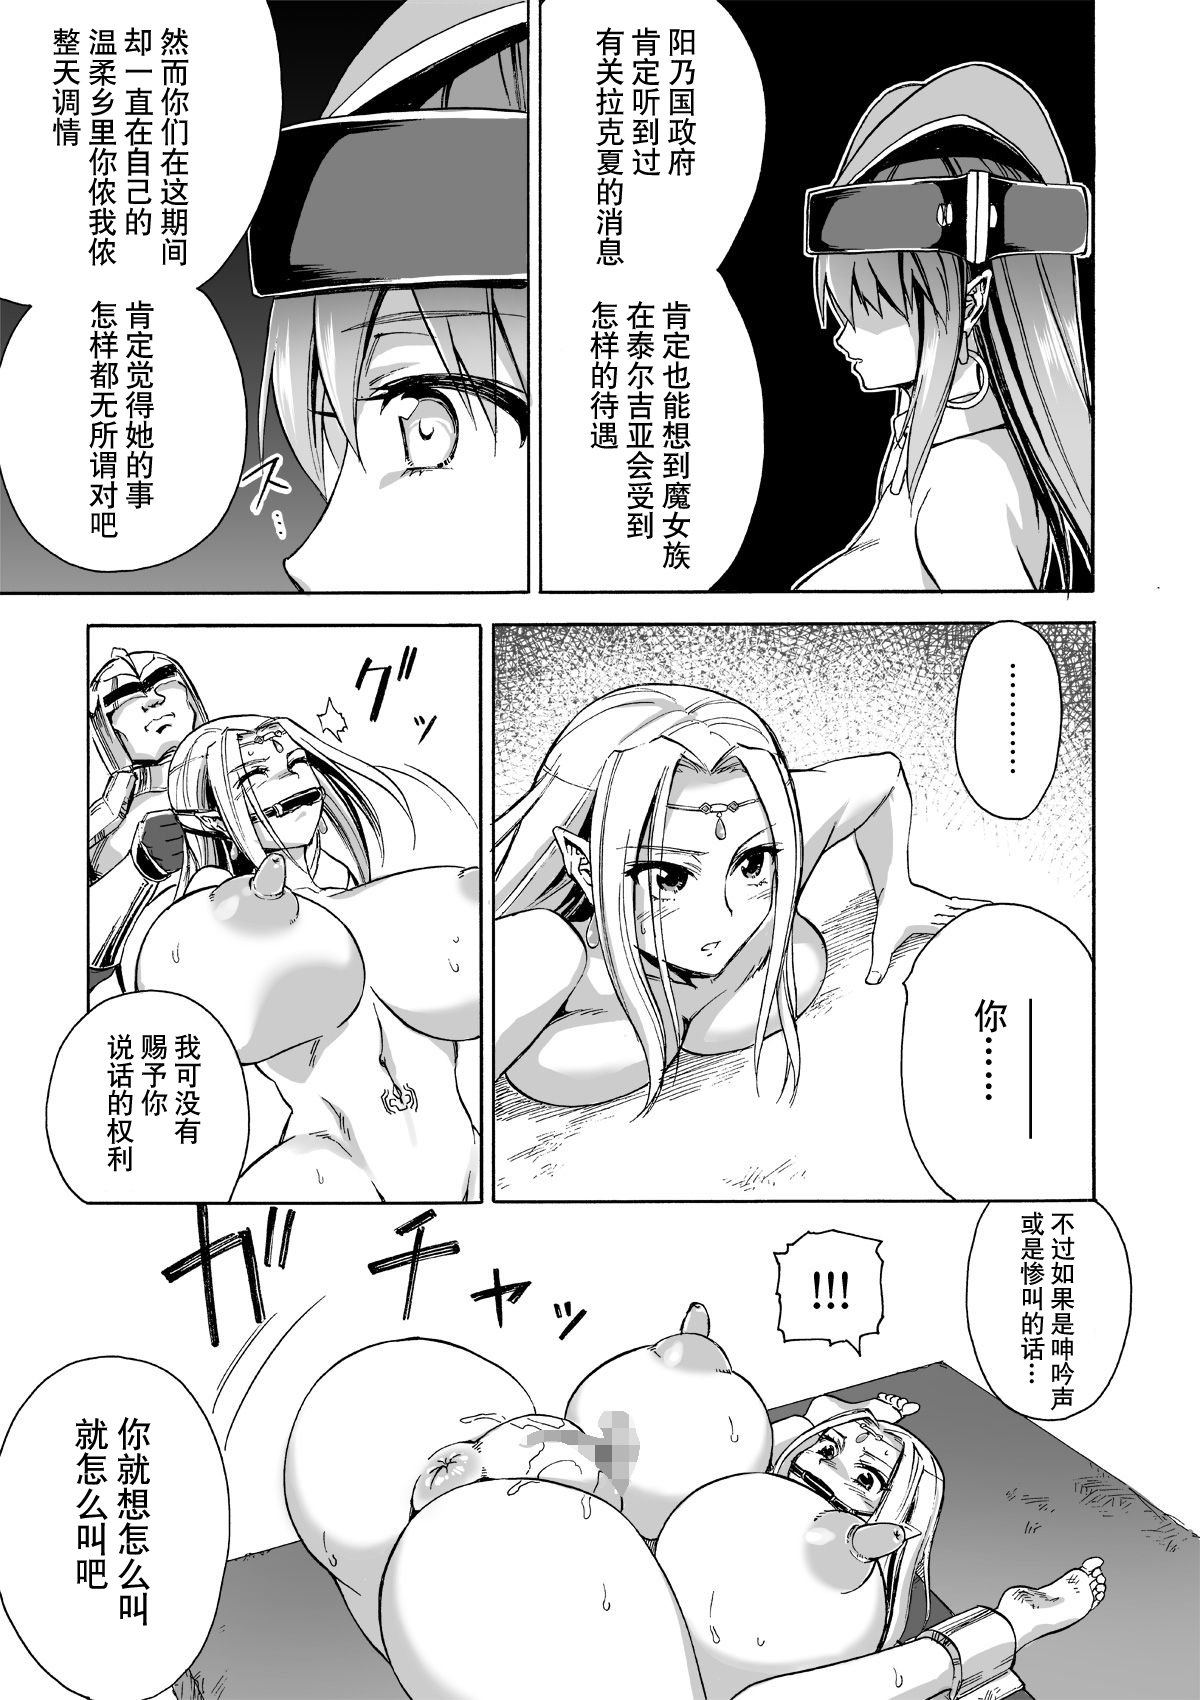 阳乃国政府
肯定听到过
有关拉克夏的消息
肯定也能想到魔女族
在泰尔吉亚会受到
怎样的待遇
然而你们在这期间
却一直在自己的
温柔乡里你侬我侬
整天调情
肯定觉得她的事
怎样都无所谓对吧
ス…
………
你……
グッ
我可没有
赐予你
说话的权利
不过如果是呻吟声
或是惨叫的话…
!!!
ガチャッ
你就想怎么叫
就怎么叫吧